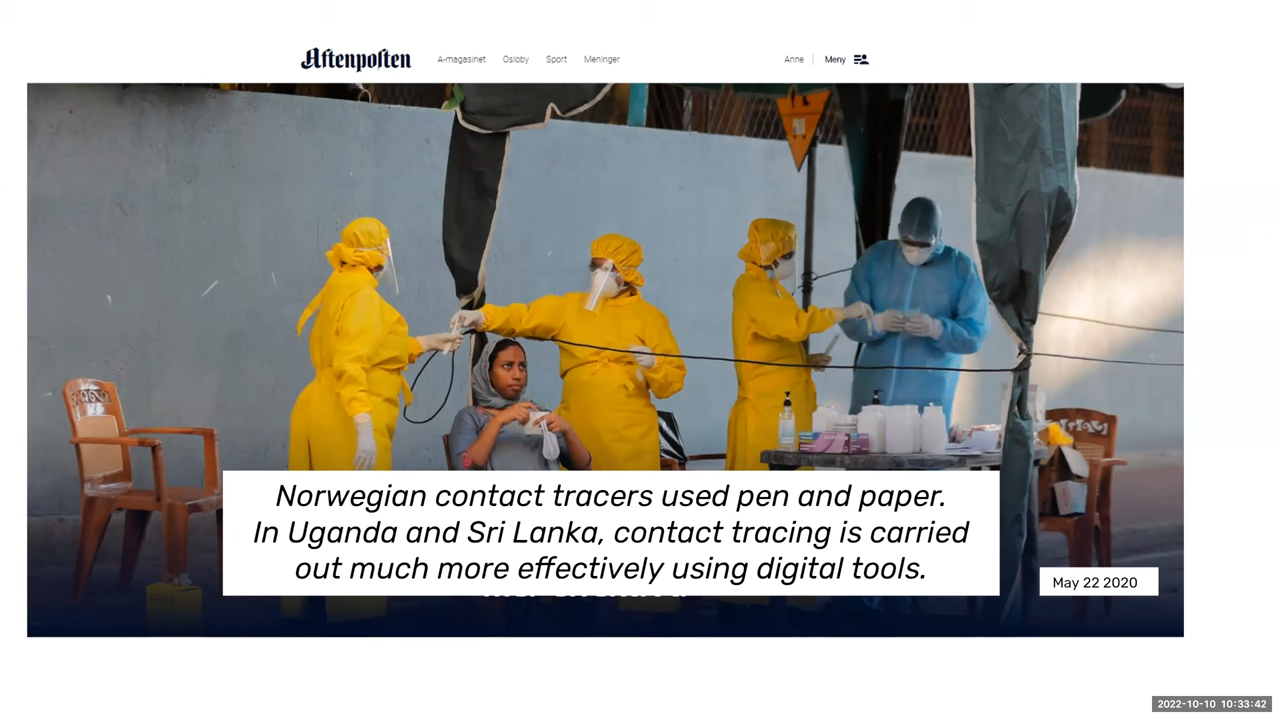 Aftenposten A-magasinet Osloby Sport Meninger Anne Meny
Norwegian contact tracers used pen and paper.
In Uganda and Sri Lanka, contact tracing is carried
out much more effectively using digital tools.
May 22 2020
2022-10-10 10:33:42